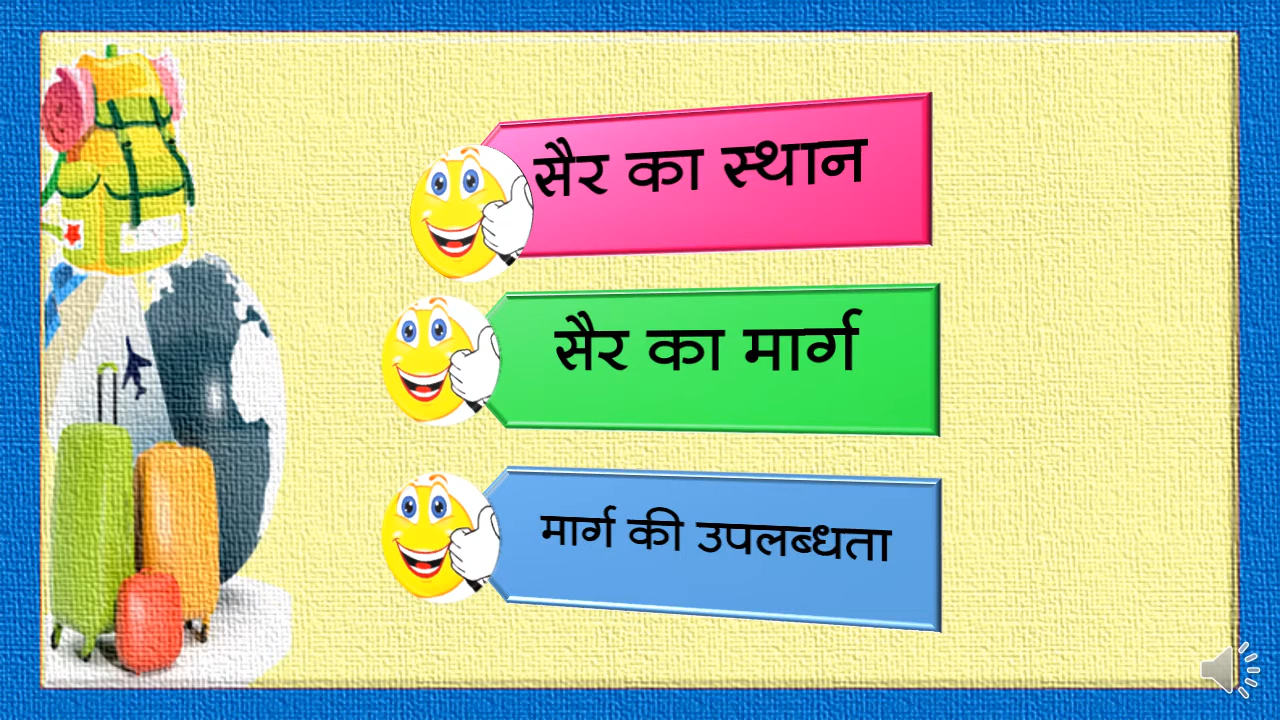 सैर का स्थान
सैर का मार्ग
मार्ग की उपलब्धता